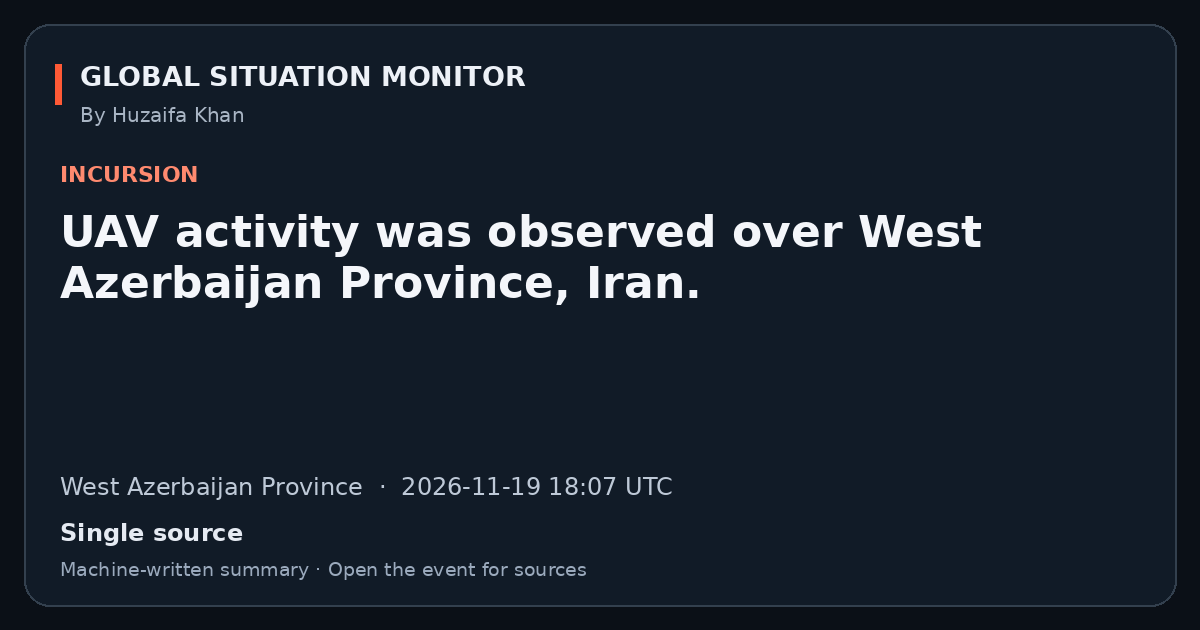 GLOBAL SITUATION MONITOR
By Huzaifa Khan
INCURSION
UAV activity was observed over West
Azerbaijan Province, Iran.
West Azerbaijan Province · 2026-11-19 18:07 UTC
Single source
Machine-written summary · Open the event for sources